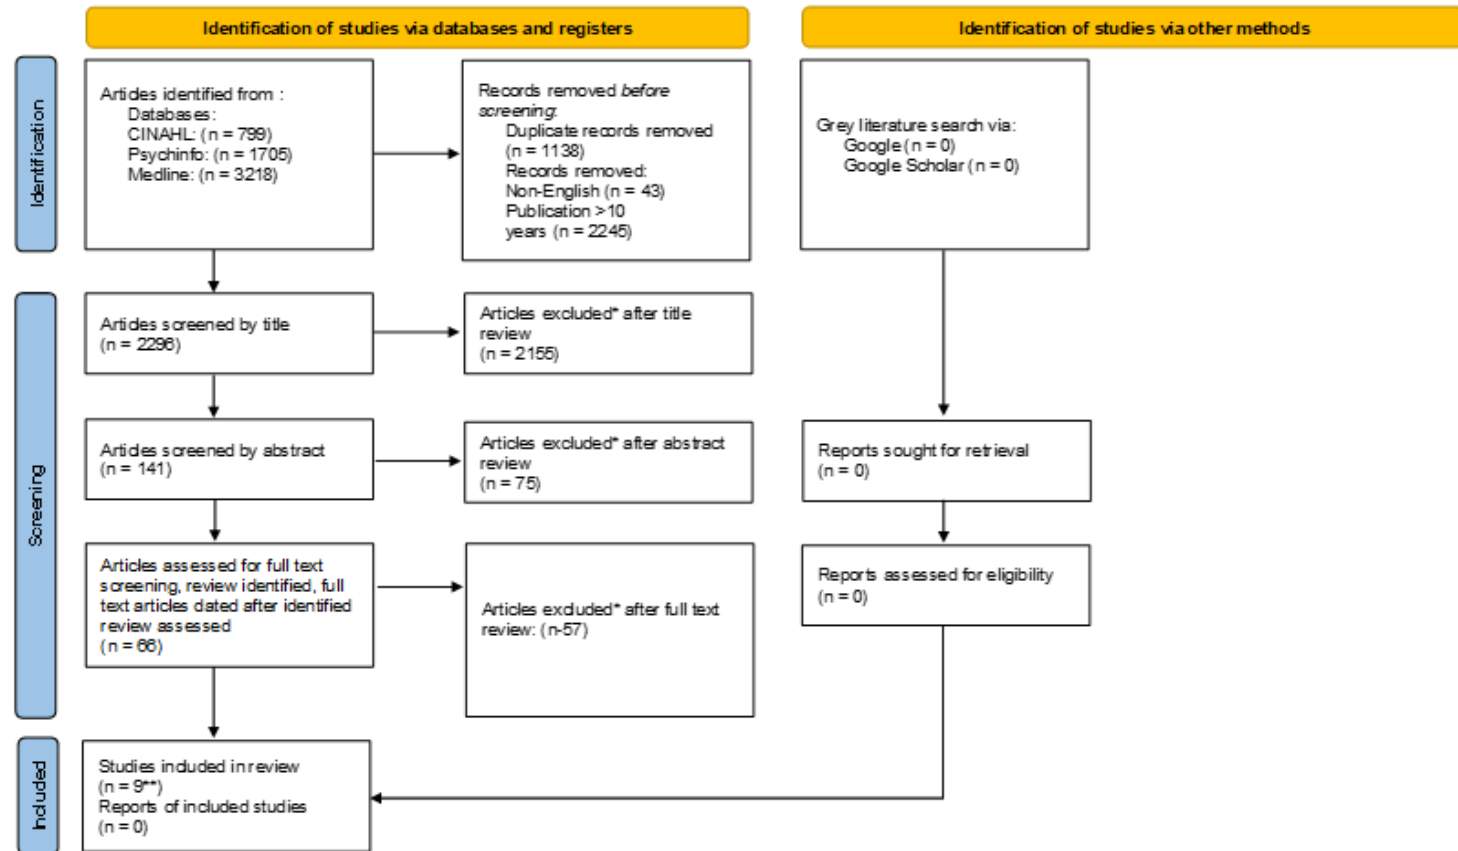 Identification of studies via databases and registers
Identification of studies via other methods
Identification
Articles identified from :
Databases:
CINAHL: (n = 799)
Psychinfo: (n = 1705)
Medline: (n = 3218)
Records removed before
screening:
Duplicate records removed
(n = 1138)
Records removed:
Non-English (n = 43)
Publication >10
years (n = 2245)
Grey literature search via:
Google (n = 0)
Google Scholar (n = 0)
Screening
Articles screened by title
(n = 2296)
Articles excluded* after title
review
(n = 2155)
Articles screened by abstract
(n = 141)
Articles excluded* after abstract
review
(n = 75)
Reports sought for retrieval
(n = 0)
Articles assessed for full text
screening, review identified, full
text articles dated after identified
review assessed
(n = 66)
Articles excluded* after full text
review: (n-57)
Reports assessed for eligibility
(n = 0)
Included
Studies included in review
(n = 9**)
Reports of included studies
(n = 0)